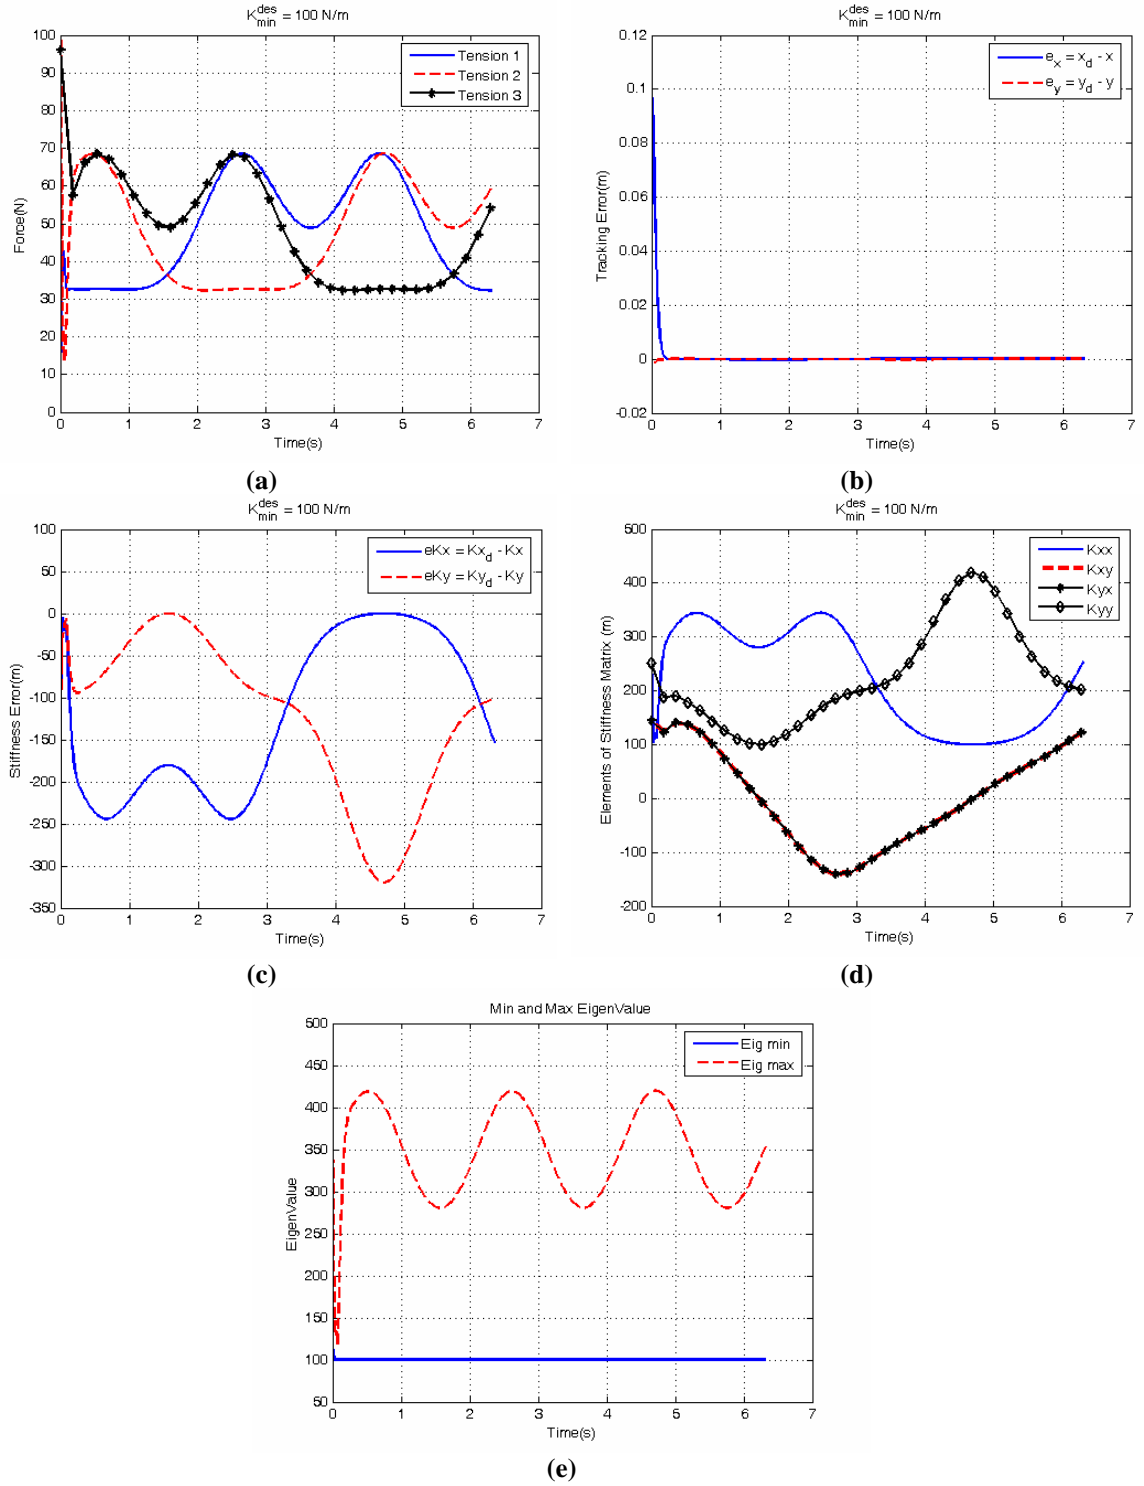 K des min = 100 N/m
100
90
80
70
60
50
40
30
20
10
0
Force(N)
0 1 2 3 4 5 6 7
Time(s)
Tension 1
Tension 2
Tension 3
(a)
K des min = 100 N/m
0.12
0.1
0.08
0.06
0.04
0.02
0
-0.02
Tracking Error(m)
0 1 2 3 4 5 6 7
Time(s)
e_x = x_d - x
e_y = y_d - y
(b)
K des min = 100 N/m
100
50
0
-50
-100
-150
-200
-250
-300
-350
Stiffness Error(m)
0 1 2 3 4 5 6 7
Time(s)
eKx = Kx_d - Kx
eKy = Ky_d - Ky
(c)
K des min = 100 N/m
500
400
300
200
100
0
-100
-200
Elements of Stiffness Matrix (m)
0 1 2 3 4 5 6 7
Time(s)
Kxx
Kxy
Kyx
Kyy
(d)
Min and Max EigenValue
500
450
400
350
300
250
200
150
100
50
EigenValue
0 1 2 3 4 5 6 7
Time(s)
Eig min
Eig max
(e)